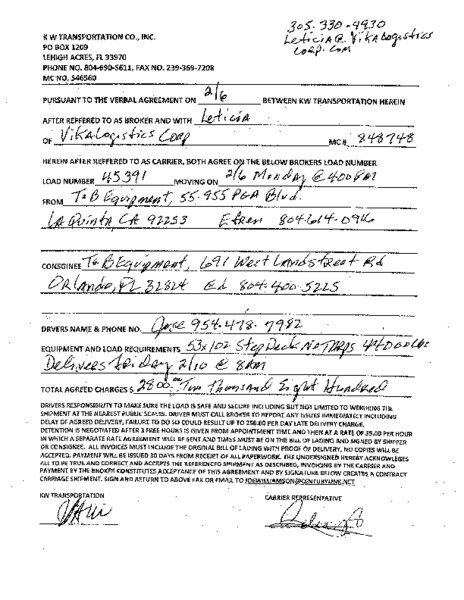 305-330-4930
Leticia@VikaLogistics
Corp.com
K W TRANSPORTATION CO., INC.
PO BOX 1209
LEHIGH ACRES, FL 33970
PHONE NO. 804-690-5611, FAX NO. 239-369-7208
MC NO. 546560
PURSUANT TO THE VERBAL AGREEMENT ON 2/6 BETWEEN KW TRANSPORTATION HEREIN
AFTER REFFERED TO AS BROKER AND WITH Leticia
OF Vika Logistics Corp MC# 848748
HEREIN AFTER REFFERED TO AS CARRIER, BOTH AGREE ON THE BELOW BROKERS LOAD NUMBER
LOAD NUMBER 45391 MOVING ON 2/6 Monday @ 400PM
FROM T&B Equipment, 55-955 PGA Blvd.
LA Quinta CA 92253 Efren 804-614-0916
CONSIGNEE T&B Equipment, 691 West Landstreet Rd
Orlando, FL 32824 Ed 804-400-5225
DRVERS NAME & PHONE NO. Jose 954-478-7982
EQUIPMENT AND LOAD REQUIREMENTS 53x102 Step Deck No TARPS 44000 Lbs
Delivers Friday 2/10 @ 8AM
TOTAL AGREED CHARGES $ 2800.00 Two Thousand Eight Hundred
DRIVERS RESPONSIBILITY TO MAKE SURE THE LOAD IS SAFE AND SECURE INCLUDING BUT NOT LIMITED TO WEIGHING THE
SHIPMENT AT THE NEAREST PUBLIC SCALES. DRIVER MUST CALL BROKER TO REPORT ANY ISSUES IMMEDIATELY INCLUDING
DELAY OF AGREED DELIVERY, FAILURE TO DO SO COULD RESULT UP TO 250.00 PER DAY LATE DELIVERY CHARGE.
DETENTION IS NEGOTIATED AFTER 3 FREE HOURS IS GIVEN FROM APPOINTMENT TIME AND THEN AT A RATE OF 35.00 PER HOUR
IN WHICH A SEPARATE RATE AGREEMENT WILL BE SENT AND TIMES MUST BE ON THE BILL OF LADING AND SIGNED BY SHIPPER
OR CONSIGNEE. ALL INVOICES MUST INCLUDE THE ORIGINAL BILL OF LADING WITH PROOF OF DELIVERY, NO COPIES WILL BE
ACCEPTED. PAYMENT WILL BE ISSUED 30 DAYS FROM RECEIPT OF ALL PAPERWORK. THE UNDERSIGNED HEREBY ACKNOWLEGES
ALL TO BE TRUE AND CORRECT AND ACCEPTS THE REFERENCED SHIPMENT AS DESCRIBED, INVOICING BY THE CARRIER AND
PAYMENT BY THE BROKER CONSTITUTES ACCEPTANCE OF THIS AGREEMENT AND BY SIGNATURE BELOW CREATES A CONTRACT
CARRIAGE SHIPMENT. SIGN AND RETURN TO ABOVE FAX OR EMAIL TO JOEWILLIAMSON@CENTURYLINK.NET
KW TRANSPORTATION CARRIER REPRESENTATIVE